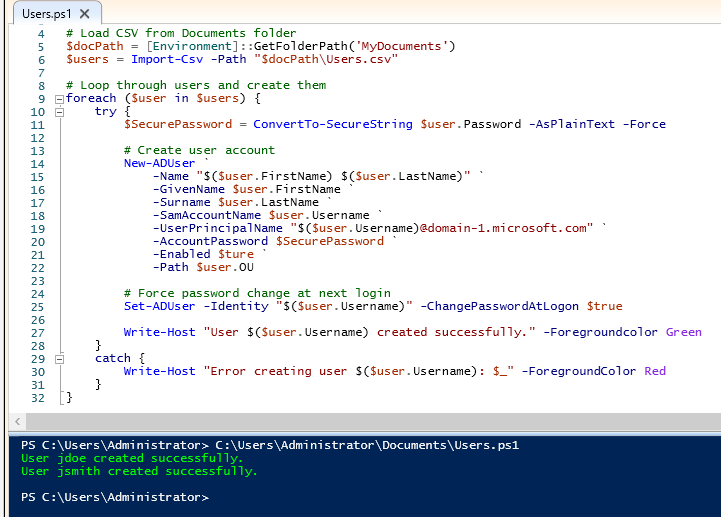 Users.ps1
4 # Load CSV from Documents folder
5 $docPath = [Environment]::GetFolderPath('MyDocuments')
6 $users = Import-Csv -Path "$docPath\Users.csv"
7
8 # Loop through users and create them
9 foreach ($user in $users) {
10 try {
11 $SecurePassword = ConvertTo-SecureString $user.Password -AsPlainText -Force
12
13 # Create user account
14 New-ADUser `
15 -Name "$($user.FirstName) $($user.LastName)" `
16 -GivenName $user.FirstName `
17 -Surname $user.LastName `
18 -SamAccountName $user.Username `
19 -UserPrincipalName "$($user.Username)@domain-1.microsoft.com" `
20 -AccountPassword $SecurePassword `
21 -Enabled $ture `
22 -Path $user.OU
23
24 # Force password change at next login
25 Set-ADUser -Identity "$($user.Username)" -ChangePasswordAtLogon $true
26
27 Write-Host "User $($user.Username) created successfully." -Foregroundcolor Green
28 }
29 catch {
30 Write-Host "Error creating user $($user.Username): $_" -ForegroundColor Red
31 }
32 }
PS C:\Users\Administrator> C:\Users\Administrator\Documents\Users.ps1
User jdoe created successfully.
User jsmith created successfully.
PS C:\Users\Administrator>